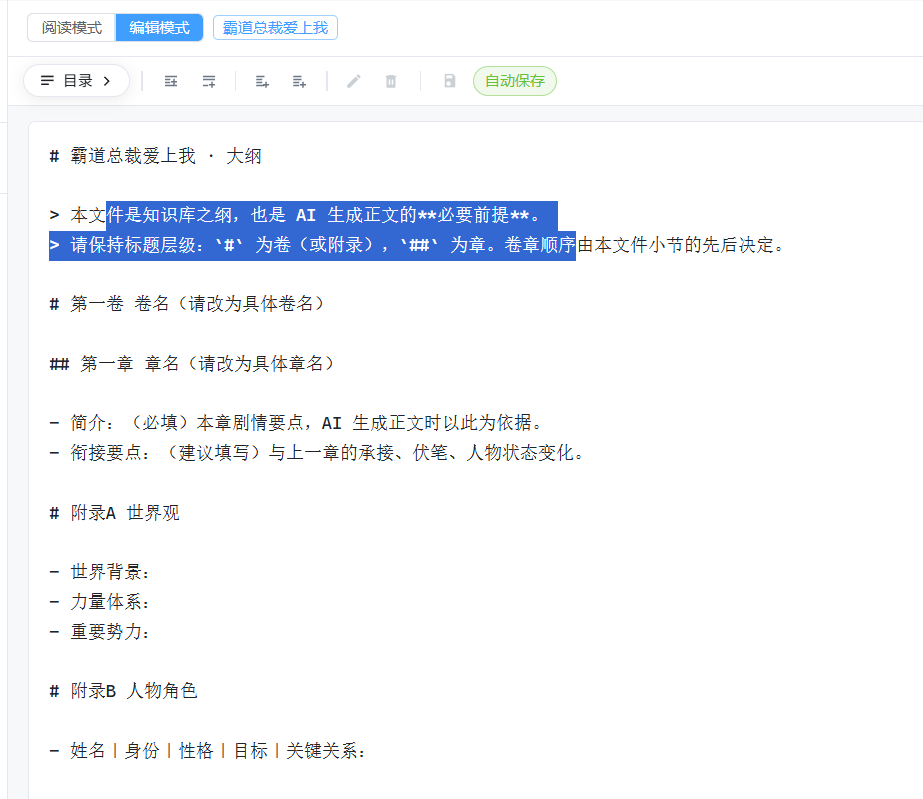 阅读模式 编辑模式 霸道总裁爱上我
目录 自动保存
# 霸道总裁爱上我 · 大纲
> 本文件是知识库之纲，也是 AI 生成正文的**必要前提**。
> 请保持标题层级：`#` 为卷（或附录），`##` 为章。卷章顺序由本文件小节的先后决定。
# 第一卷 卷名（请改为具体卷名）
## 第一章 章名（请改为具体章名）
- 简介：（必填）本章剧情要点，AI 生成正文时以此为依据。
- 衔接要点：（建议填写）与上一章的承接、伏笔、人物状态变化。
# 附录A 世界观
- 世界背景：
- 力量体系：
- 重要势力：
# 附录B 人物角色
- 姓名｜身份｜性格｜目标｜关键关系：